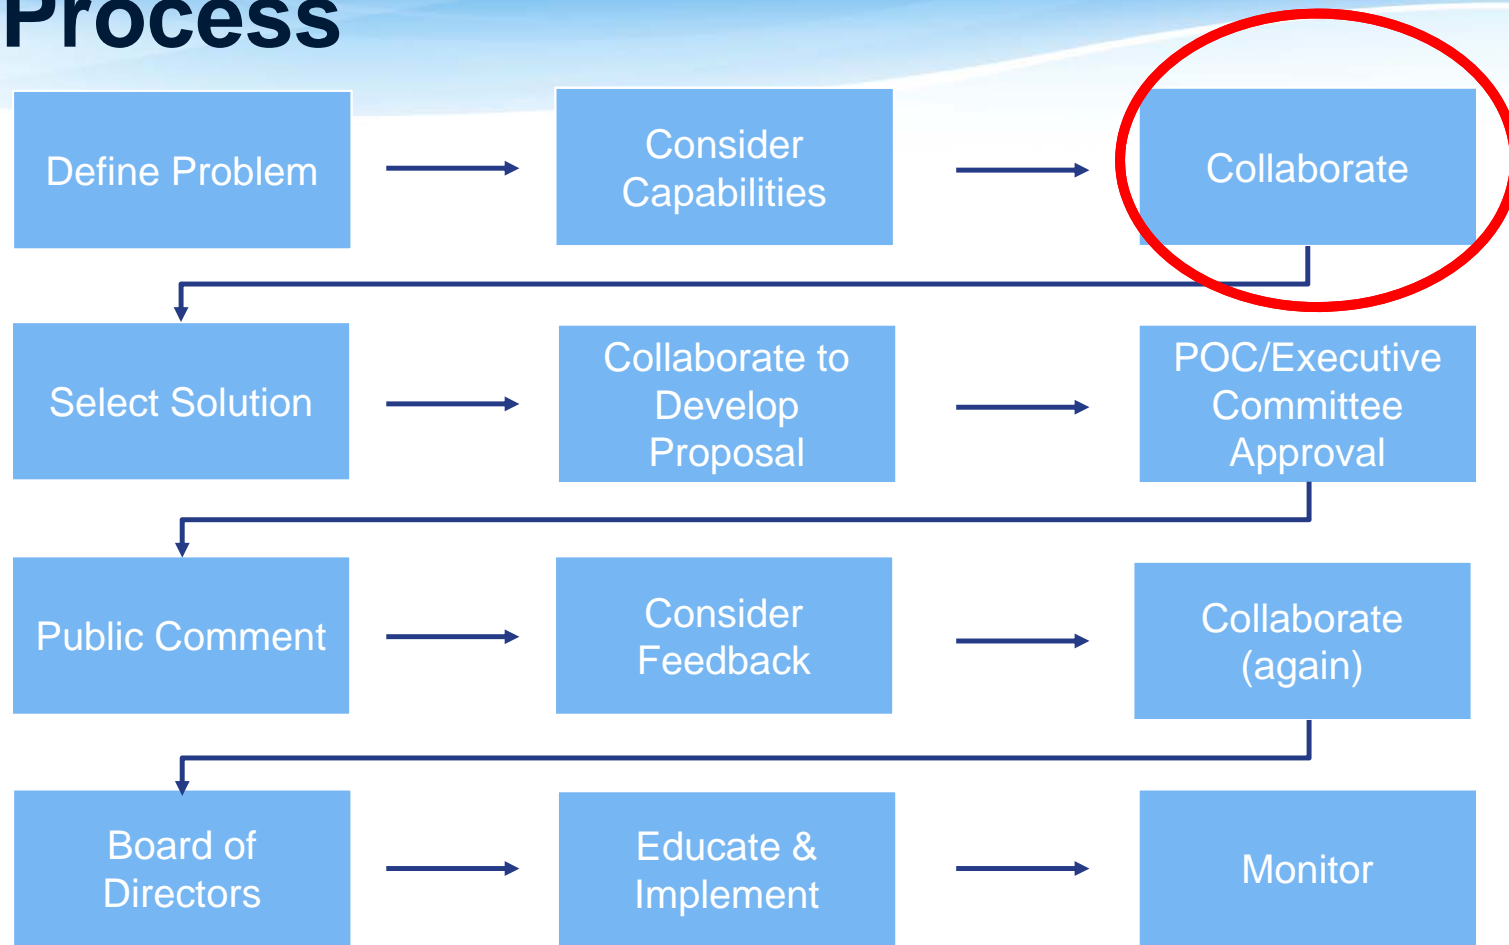 Process
Define Problem
Consider
Capabilities
Collaborate
Select Solution
Collaborate to
Develop
Proposal
POC/Executive
Committee
Approval
Public Comment
Consider
Feedback
Collaborate
(again)
Board of
Directors
Educate &
Implement
Monitor